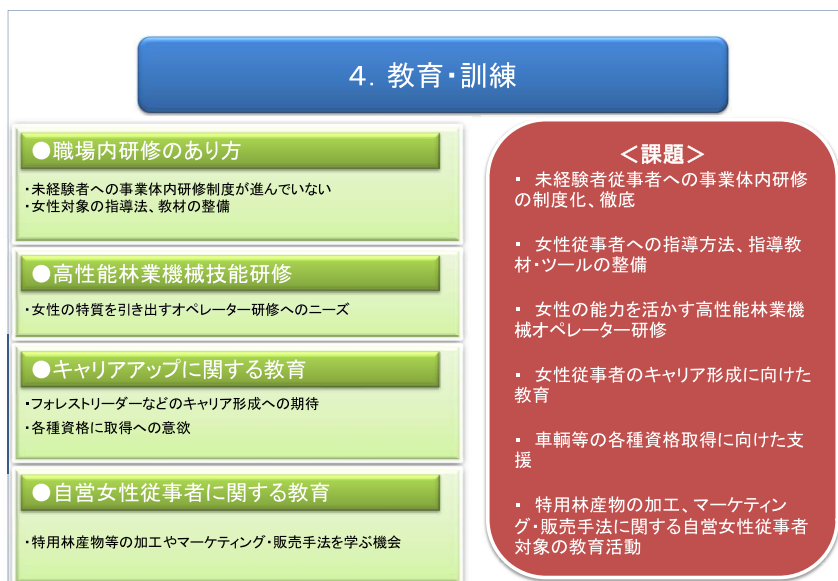 4. 教育・訓練
●職場内研修のあり方
・未経験者への事業体内研修制度が進んでいない
・女性対象の指導法、教材の整備
●高性能林業機械技能研修
・女性の特質を引き出すオペレーター研修へのニーズ
●キャリアアップに関する教育
・フォレストリーダーなどのキャリア形成への期待
・各種資格に取得への意欲
●自営女性従事者に関する教育
・特用林産物等の加工やマーケティング・販売手法を学ぶ機会
＜課題＞
▪ 未経験者従事者への事業体内研修
の制度化、徹底
▪ 女性従事者への指導方法、指導教
材・ツールの整備
▪ 女性の能力を活かす高性能林業機
械オペレーター研修
▪ 女性従事者のキャリア形成に向けた
教育
▪ 車輌等の各種資格取得に向けた支
援
▪ 特用林産物の加工、マーケティン
グ・販売手法に関する自営女性従事者
対象の教育活動